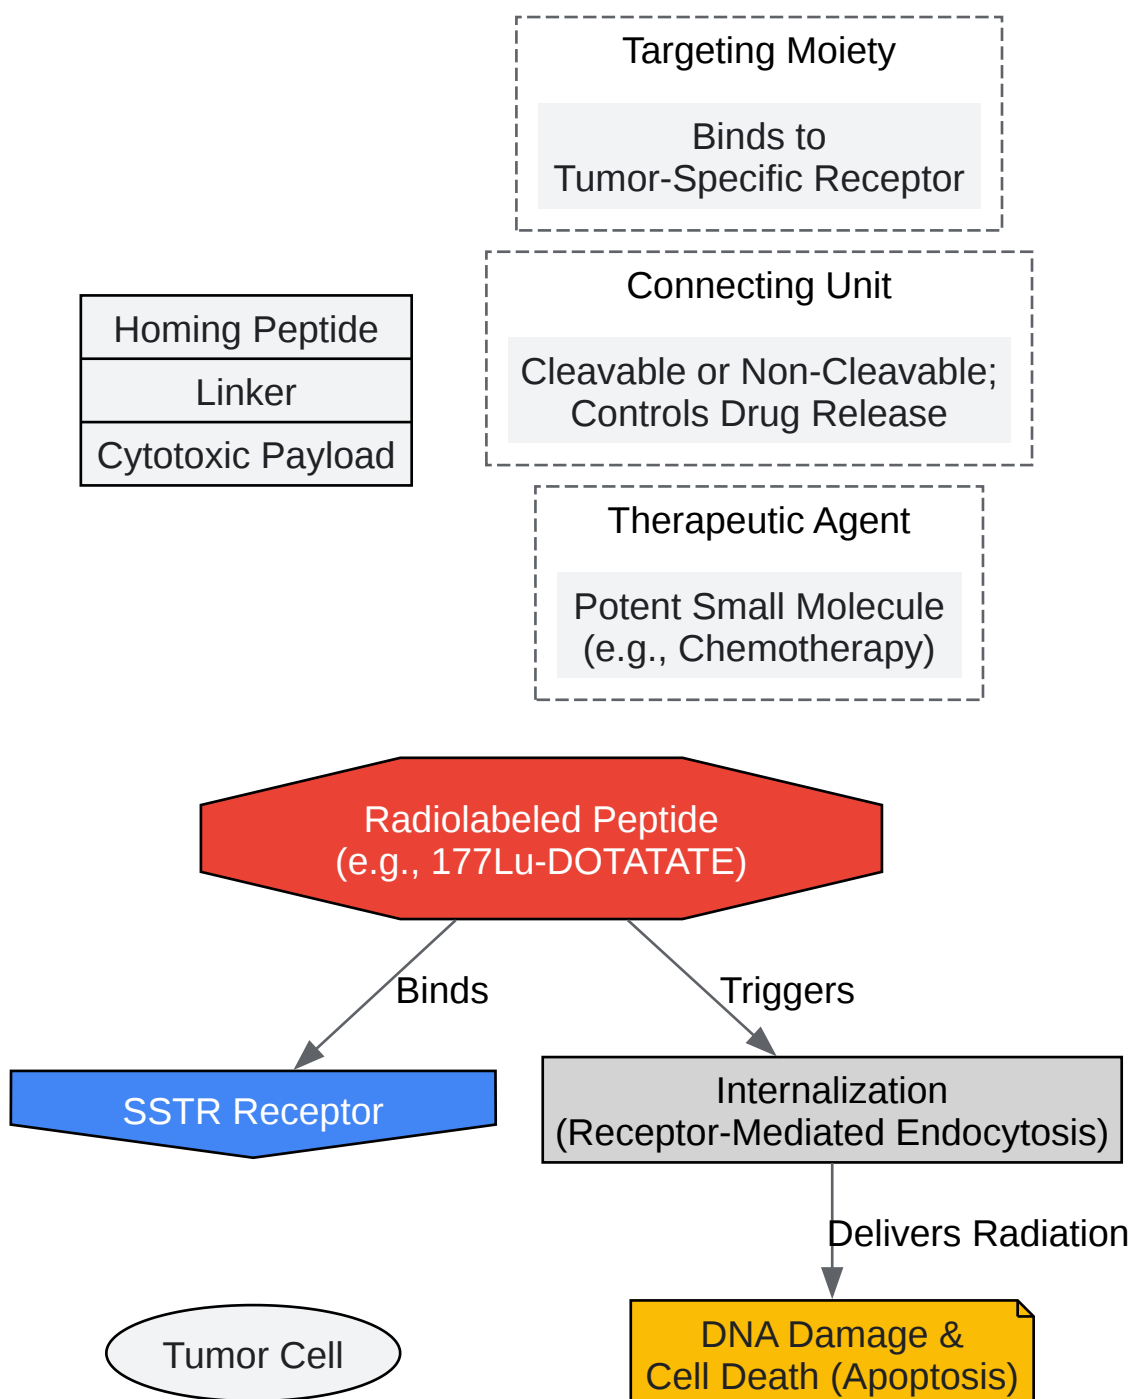 Targeting Moiety
Binds to
Tumor-Specific Receptor
Connecting Unit
Cleavable or Non-Cleavable;
Controls Drug Release
Homing Peptide
Linker
Cytotoxic Payload
Therapeutic Agent
Potent Small Molecule
(e.g., Chemotherapy)
Radiolabeled Peptide
(e.g., 177Lu-DOTATATE)
Binds
Triggers
SSTR Receptor
Internalization
(Receptor-Mediated Endocytosis)
Delivers Radiation
Tumor Cell
DNA Damage &
Cell Death (Apoptosis)